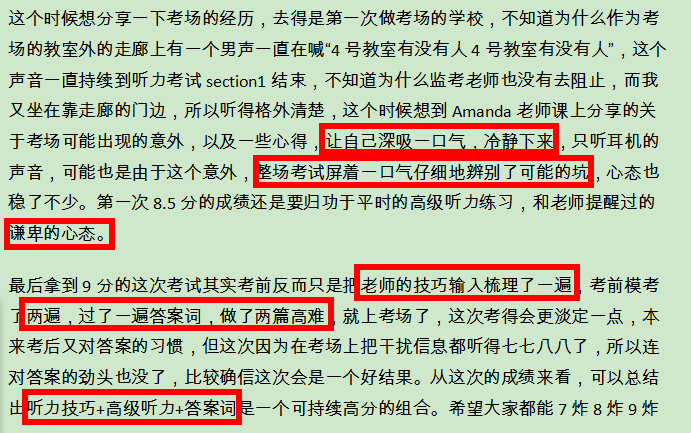 这个时候想分享一下考场的经历，去得是第一次做考场的学校，不知道为什么作为考
场的教室外的走廊上有一个男声一直在喊“4 号教室有没有人 4 号教室有没有人”，这个
声音一直持续到听力考试 section1 结束，不知道为什么监考老师也没有去阻止，而我
又坐在靠走廊的门边，所以听得格外清楚，这个时候想到 Amanda 老师课上分享的关
于考场可能出现的意外，以及一些心得，让自己深吸一口气，冷静下来，只听耳机的
声音，可能也是由于这个意外，整场考试屏着一口气仔细地辨别了可能的坑，心态也
稳了不少。第一次 8.5 分的成绩还是要归功于平时的高级听力练习，和老师提醒过的
谦卑的心态。
最后拿到 9 分的这次考试其实考前反而只是把老师的技巧输入梳理了一遍，考前模考
了两遍，过了一遍答案词，做了两篇高难，就上考场了，这次考得会更淡定一点，本
来考后又对答案的习惯，但这次因为在考场上把干扰信息都听得七七八八了，所以连
对答案的劲头也没了，比较确信这次会是一个好结果。从这次的成绩来看，可以总结
出听力技巧+高级听力+答案词是一个可持续高分的组合。希望大家都能 7 炸 8 炸 9 炸